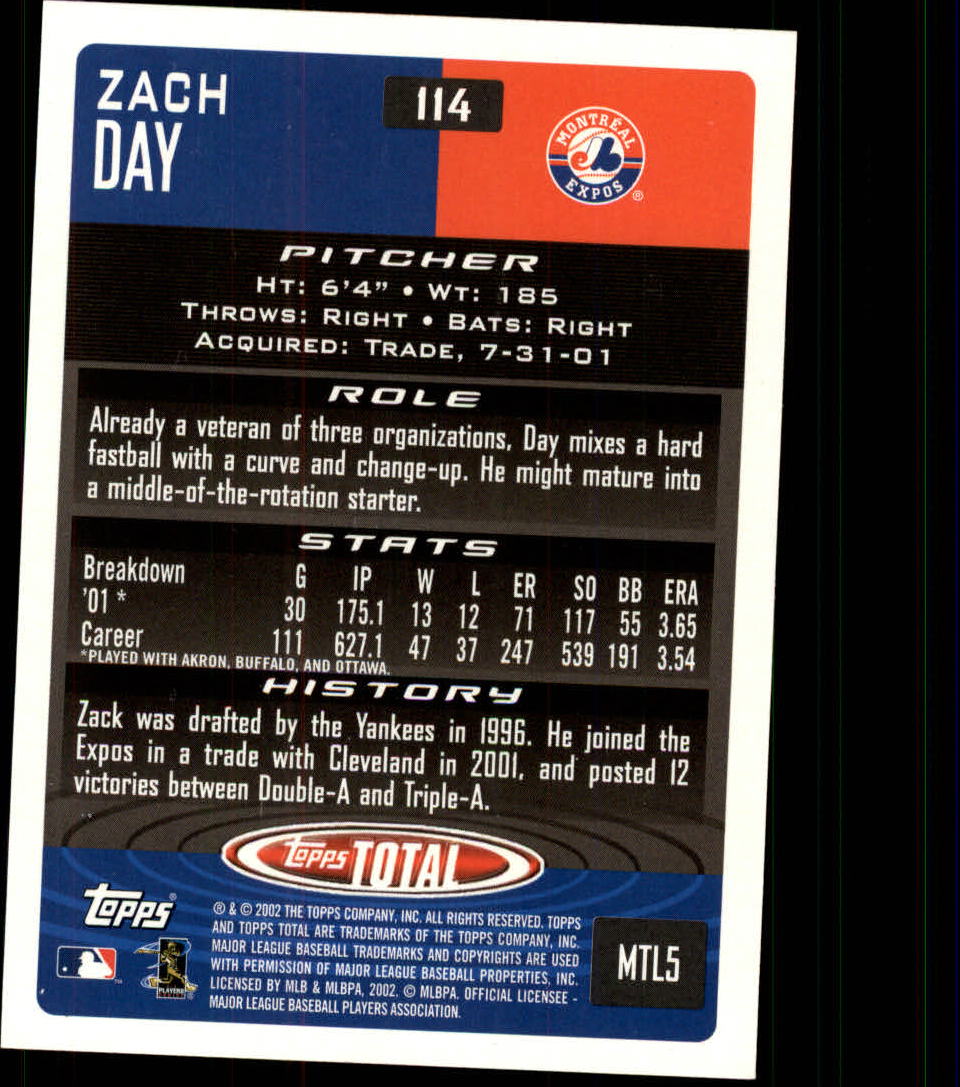 ZACH
DAY
114
MONTRÉAL
EXPOS ®
PITCHER
HT: 6'4" • WT: 185
THROWS: RIGHT • BATS: RIGHT
ACQUIRED: TRADE, 7-31-01
ROLE
Already a veteran of three organizations, Day mixes a hard
fastball with a curve and change-up. He might mature into
a middle-of-the-rotation starter.
STATS
Breakdown G IP W L ER SO BB ERA
'01 * 30 175.1 13 12 71 117 55 3.65
Career 111 627.1 47 37 247 539 191 3.54
*PLAYED WITH AKRON, BUFFALO, AND OTTAWA.
HISTORY
Zack was drafted by the Yankees in 1996. He joined the
Expos in a trade with Cleveland in 2001, and posted 12
victories between Double-A and Triple-A.
Topps TOTAL
Topps ®
® & © 2002 THE TOPPS COMPANY, INC. ALL RIGHTS RESERVED. TOPPS
AND TOPPS TOTAL ARE TRADEMARKS OF THE TOPPS COMPANY, INC.
MAJOR LEAGUE BASEBALL TRADEMARKS AND COPYRIGHTS ARE USED
WITH PERMISSION OF MAJOR LEAGUE BASEBALL PROPERTIES, INC.
LICENSED BY MLB & MLBPA, 2002. © MLBPA. OFFICIAL LICENSEE -
MAJOR LEAGUE BASEBALL PLAYERS ASSOCIATION.
PLAYERS
MTL5